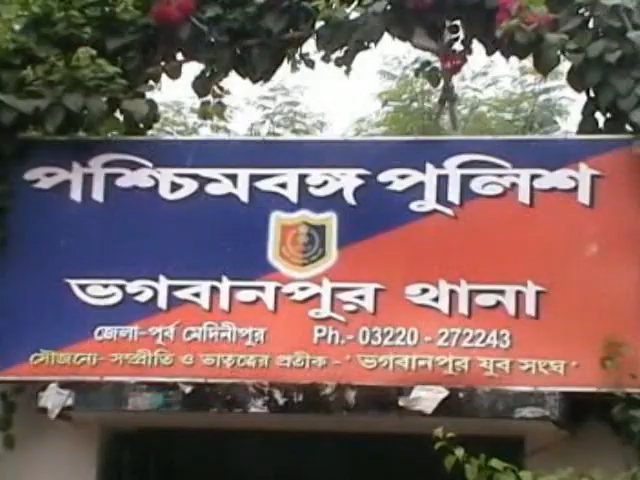 পশ্চিমবঙ্গ পুলিশ
ভগবানপুর থানা
জেলা-পূর্ব মেদিনীপুর Ph.- 03220 - 272243
সৌজন্যে- সম্প্রীতি ও ভাতৃত্বের প্রতীক - ' ভগবানপুর যুব সংঘ '